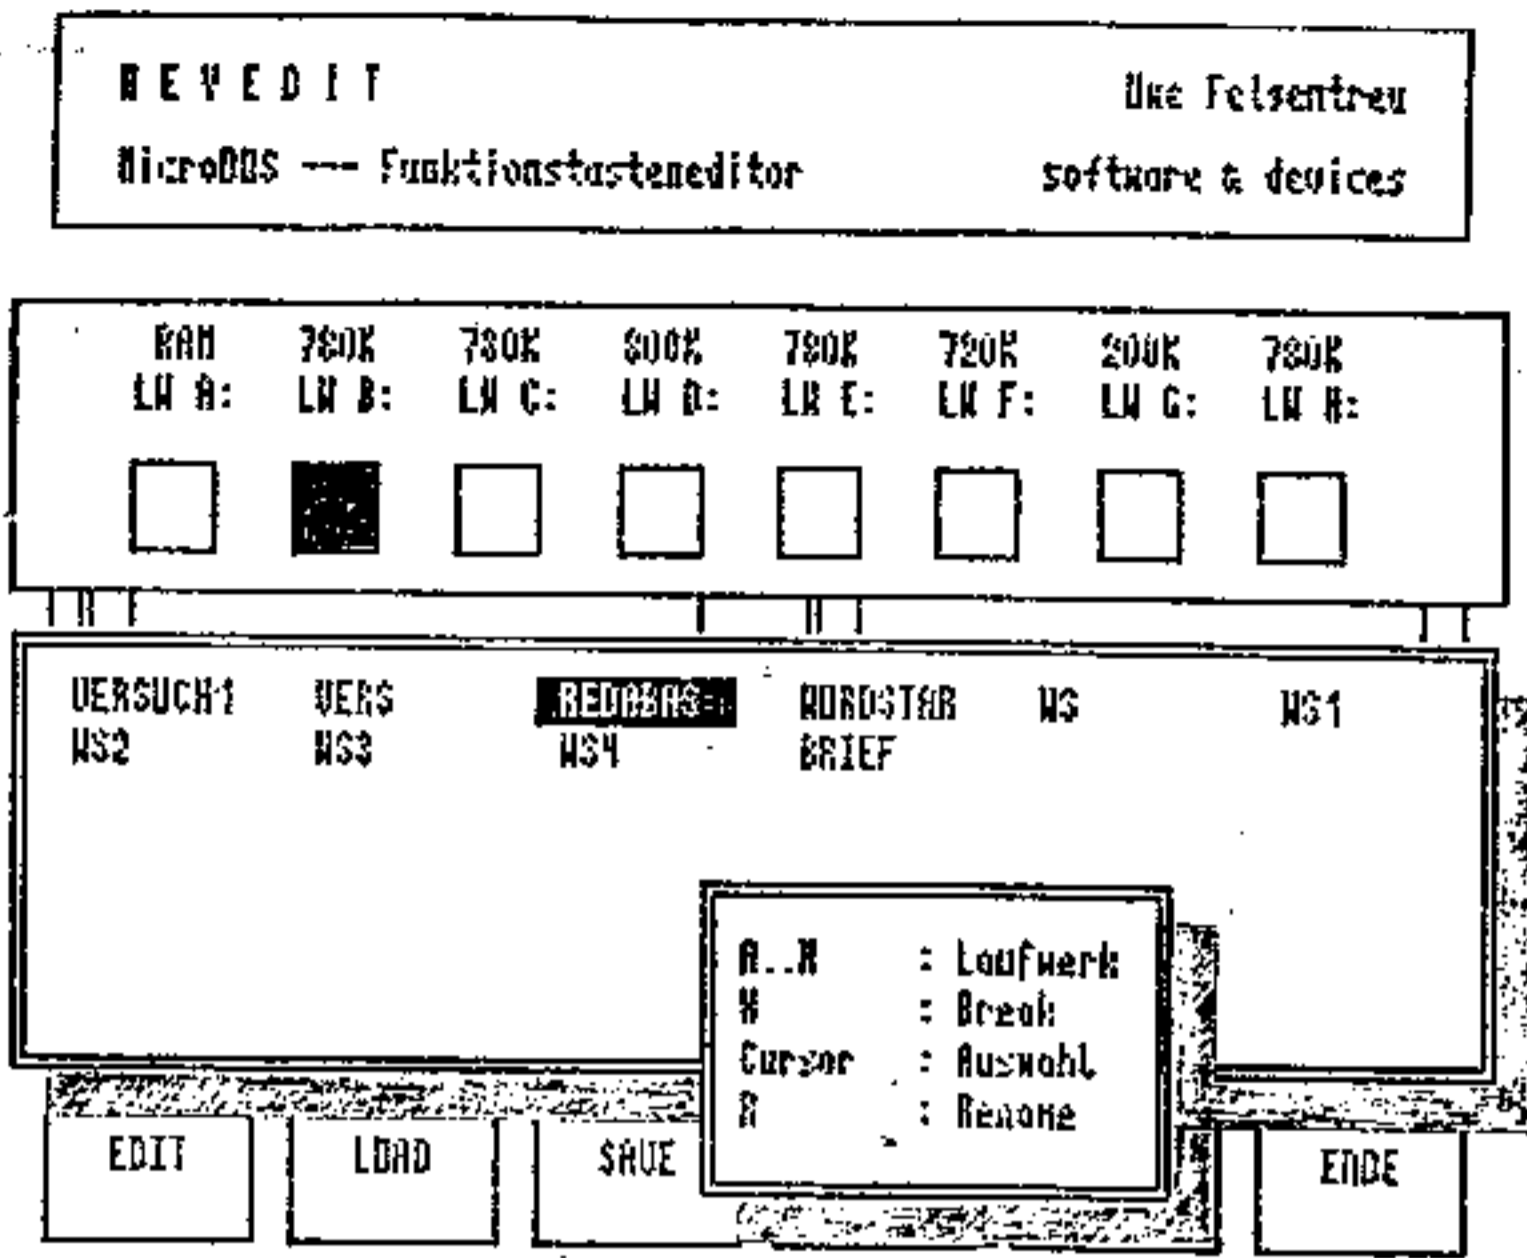 K E Y E D I T Uwe Felsentreu
MicroDOS --- Funktionstasteneditor software & devices
RAM 780K 780K 800K 780K 720K 200K 780K
LW A: LW B: LW C: LW D: LW E: LW F: LW G: LW H:
VERSUCH1 VERS REDABAS WORDSTAR WS WS1
WS2 WS3 WS4 BRIEF
A..H : Laufwerk
: Break
Cursor : Auswahl
R : Rename
EDIT LOAD SAVE ENDE